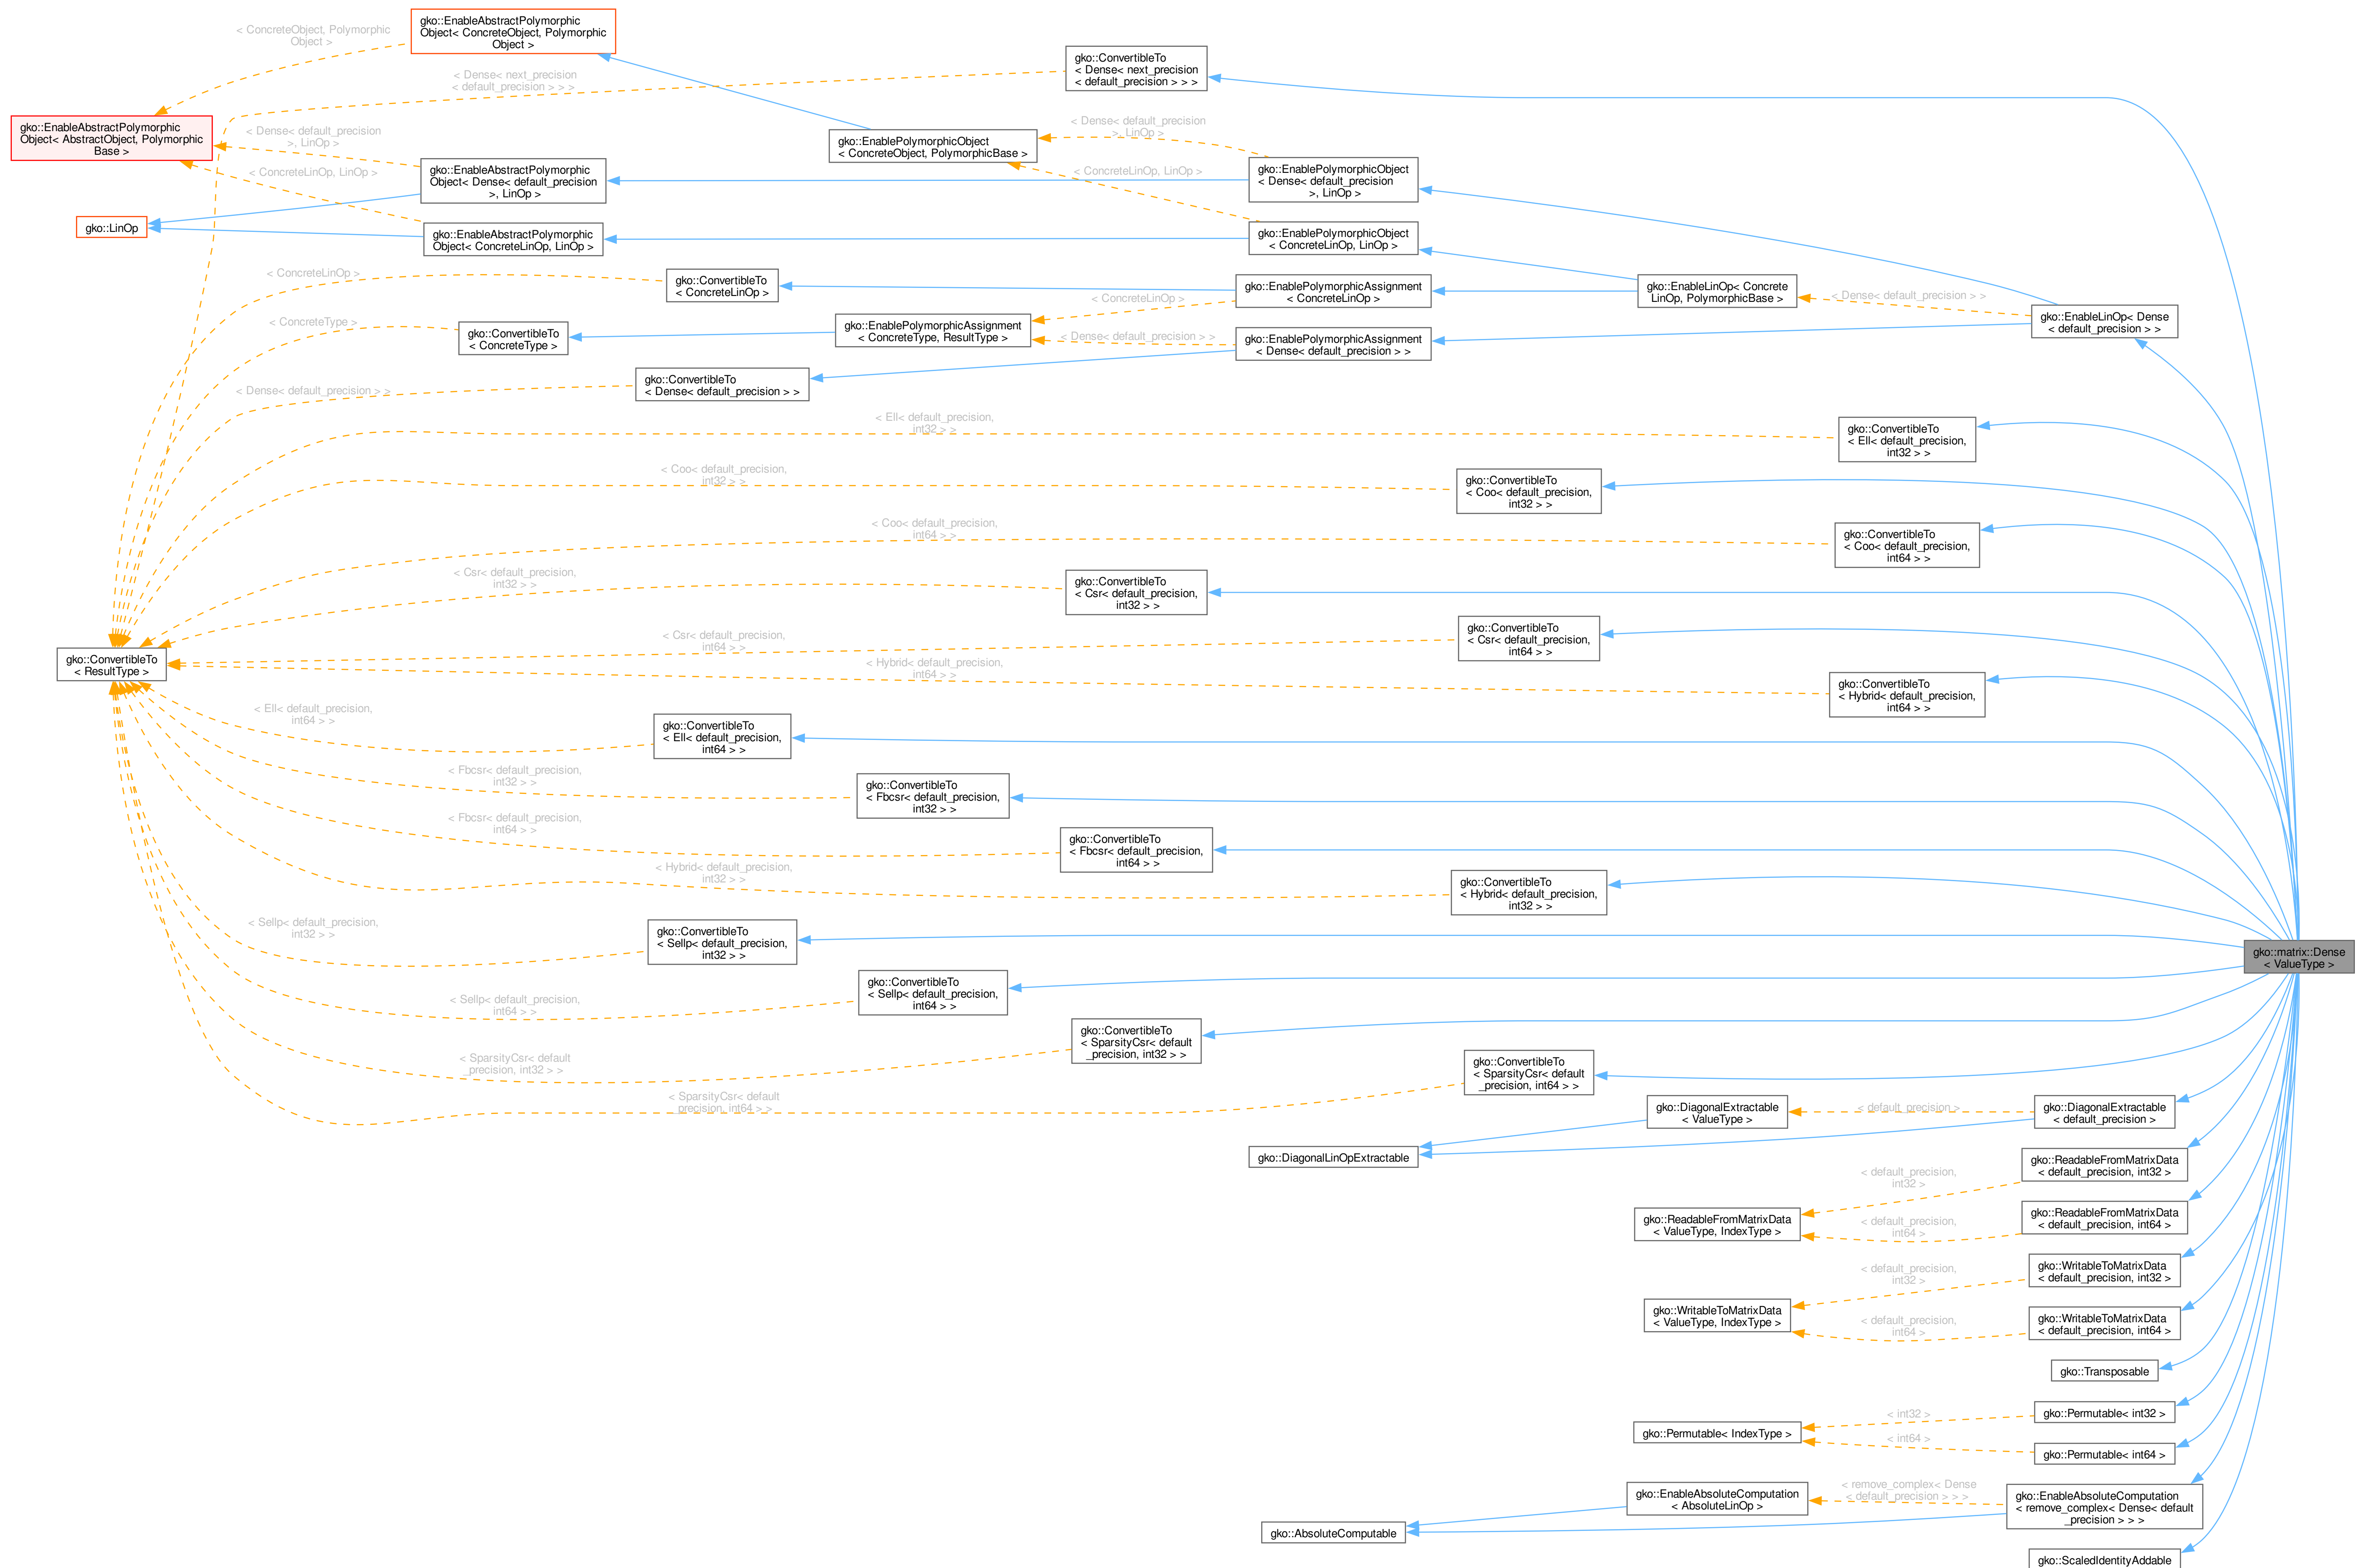 < ConcreteObject, Polymorphic
Object >
gko::EnableAbstractPolymorphic
Object< ConcreteObject, Polymorphic
Object >
< Dense< next_precision
< default_precision > > >
gko::ConvertibleTo
< Dense< next_precision
< default_precision > > >
gko::EnableAbstractPolymorphic
Object< AbstractObject, Polymorphic
Base >
< Dense< default_precision
>, LinOp >
gko::EnablePolymorphicObject
< ConcreteObject, PolymorphicBase >
< Dense< default_precision
>, LinOp >
< ConcreteLinOp, LinOp >
gko::EnableAbstractPolymorphic
Object< Dense< default_precision
>, LinOp >
< ConcreteLinOp, LinOp >
gko::EnablePolymorphicObject
< Dense< default_precision
>, LinOp >
gko::LinOp
gko::EnableAbstractPolymorphic
Object< ConcreteLinOp, LinOp >
gko::EnablePolymorphicObject
< ConcreteLinOp, LinOp >
< ConcreteLinOp >
gko::ConvertibleTo
< ConcreteLinOp >
gko::EnablePolymorphicAssignment
< ConcreteLinOp >
gko::EnableLinOp< Concrete
LinOp, PolymorphicBase >
< Dense< default_precision > >
gko::EnableLinOp< Dense
< default_precision > >
< ConcreteType >
gko::ConvertibleTo
< ConcreteType >
gko::EnablePolymorphicAssignment
< ConcreteType, ResultType >
< ConcreteLinOp >
< Dense< default_precision > >
gko::EnablePolymorphicAssignment
< Dense< default_precision > >
< Dense< default_precision > >
gko::ConvertibleTo
< Dense< default_precision > >
< Ell< default_precision,
int32 > >
gko::ConvertibleTo
< Ell< default_precision,
int32 > >
< Coo< default_precision,
int32 > >
gko::ConvertibleTo
< Coo< default_precision,
int32 > >
< Coo< default_precision,
int64 > >
gko::ConvertibleTo
< Coo< default_precision,
int64 > >
< Csr< default_precision,
int32 > >
gko::ConvertibleTo
< Csr< default_precision,
int32 > >
< Csr< default_precision,
int64 > >
gko::ConvertibleTo
< Csr< default_precision,
int64 > >
gko::ConvertibleTo
< ResultType >
< Hybrid< default_precision,
int64 > >
gko::ConvertibleTo
< Hybrid< default_precision,
int64 > >
< Ell< default_precision,
int64 > >
gko::ConvertibleTo
< Ell< default_precision,
int64 > >
< Fbcsr< default_precision,
int32 > >
gko::ConvertibleTo
< Fbcsr< default_precision,
int32 > >
< Fbcsr< default_precision,
int64 > >
gko::ConvertibleTo
< Fbcsr< default_precision,
int64 > >
< Hybrid< default_precision,
int32 > >
gko::ConvertibleTo
< Hybrid< default_precision,
int32 > >
< Sellp< default_precision,
int32 > >
gko::ConvertibleTo
< Sellp< default_precision,
int32 > >
gko::matrix::Dense
< ValueType >
< Sellp< default_precision,
int64 > >
gko::ConvertibleTo
< Sellp< default_precision,
int64 > >
< SparsityCsr< default
_precision, int32 > >
gko::ConvertibleTo
< SparsityCsr< default
_precision, int32 > >
< SparsityCsr< default
_precision, int64 > >
gko::ConvertibleTo
< SparsityCsr< default
_precision, int64 > >
gko::DiagonalExtractable
< ValueType >
< default_precision >
gko::DiagonalExtractable
< default_precision >
gko::DiagonalLinOpExtractable
< default_precision,
int32 >
gko::ReadableFromMatrixData
< default_precision, int32 >
gko::ReadableFromMatrixData
< ValueType, IndexType >
< default_precision,
int64 >
gko::ReadableFromMatrixData
< default_precision, int64 >
< default_precision,
int32 >
gko::WritableToMatrixData
< default_precision, int32 >
gko::WritableToMatrixData
< ValueType, IndexType >
< default_precision,
int64 >
gko::WritableToMatrixData
< default_precision, int64 >
gko::Transposable
gko::Permutable< IndexType >
< int32 >
gko::Permutable< int32 >
< int64 >
gko::Permutable< int64 >
gko::EnableAbsoluteComputation
< AbsoluteLinOp >
< remove_complex< Dense
< default_precision > > >
gko::EnableAbsoluteComputation
< remove_complex< Dense< default
_precision > > >
gko::AbsoluteComputable
gko::ScaledIdentityAddable